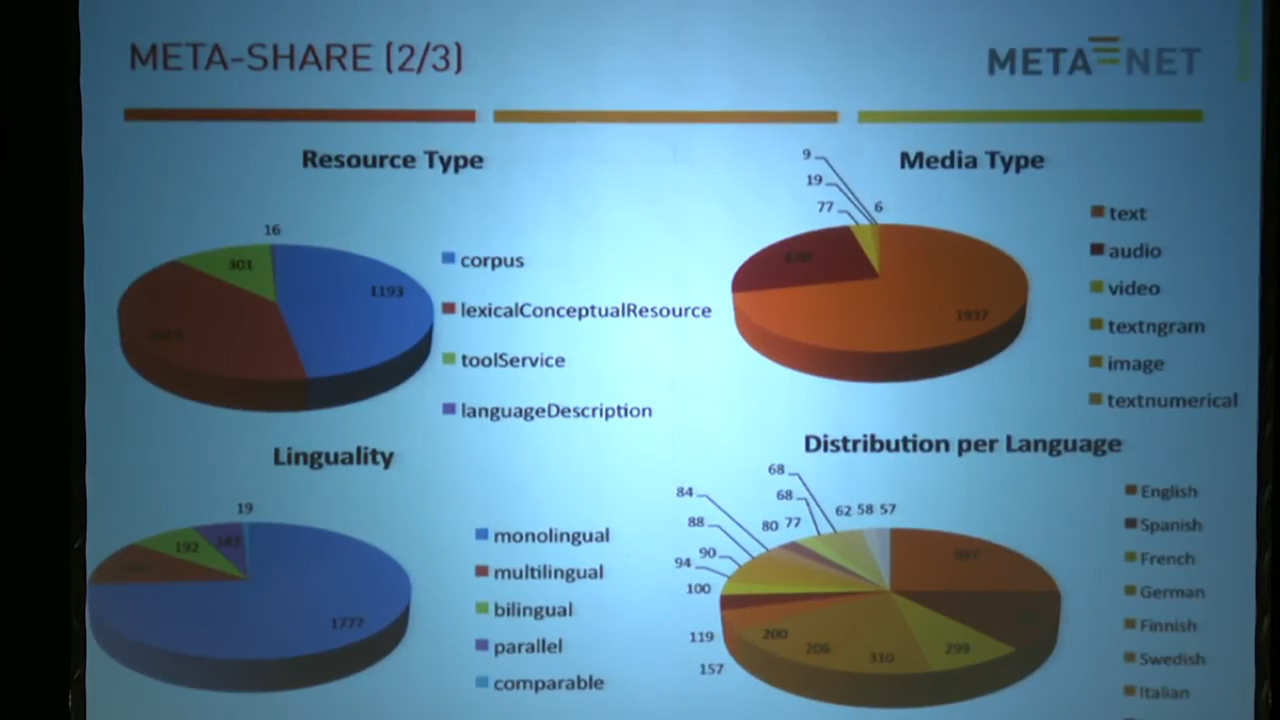 META-SHARE (2/3)
META NET
Resource Type
16
301
1193
corpus
lexicalConceptualResource
toolService
languageDescription
Media Type
9
19
77
6
1937
text
audio
video
textngram
image
textnumerical
Linguality
19
192
1777
monolingual
multilingual
bilingual
parallel
comparable
Distribution per Language
68
84
68
62 58 57
88
80 77
90
94
100
119
157
200
208
310
299
English
Spanish
French
German
Finnish
Swedish
Italian